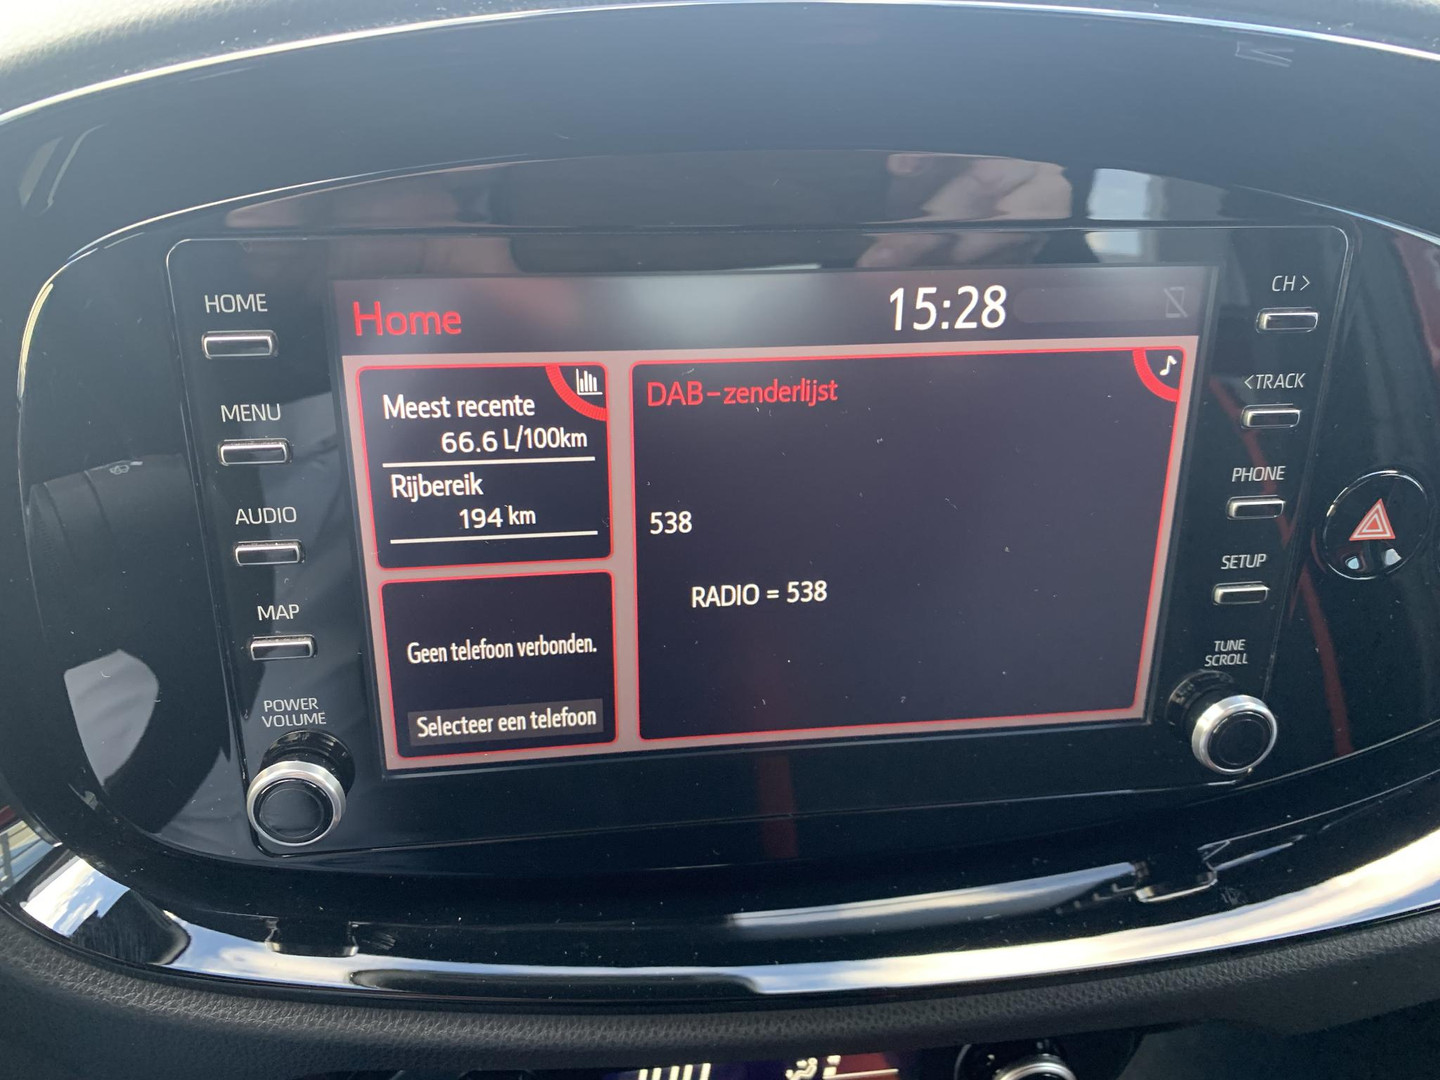 HOME
MENU
AUDIO
MAP
POWER
VOLUME
Home
15:28
Meest recente
66.6 L/100km
Rijbereik
194 km
Geen telefoon verbonden.
Selecteer een telefoon
DAB-zenderlijst
538
RADIO = 538
CH >
< TRACK
PHONE
SETUP
TUNE
SCROLL